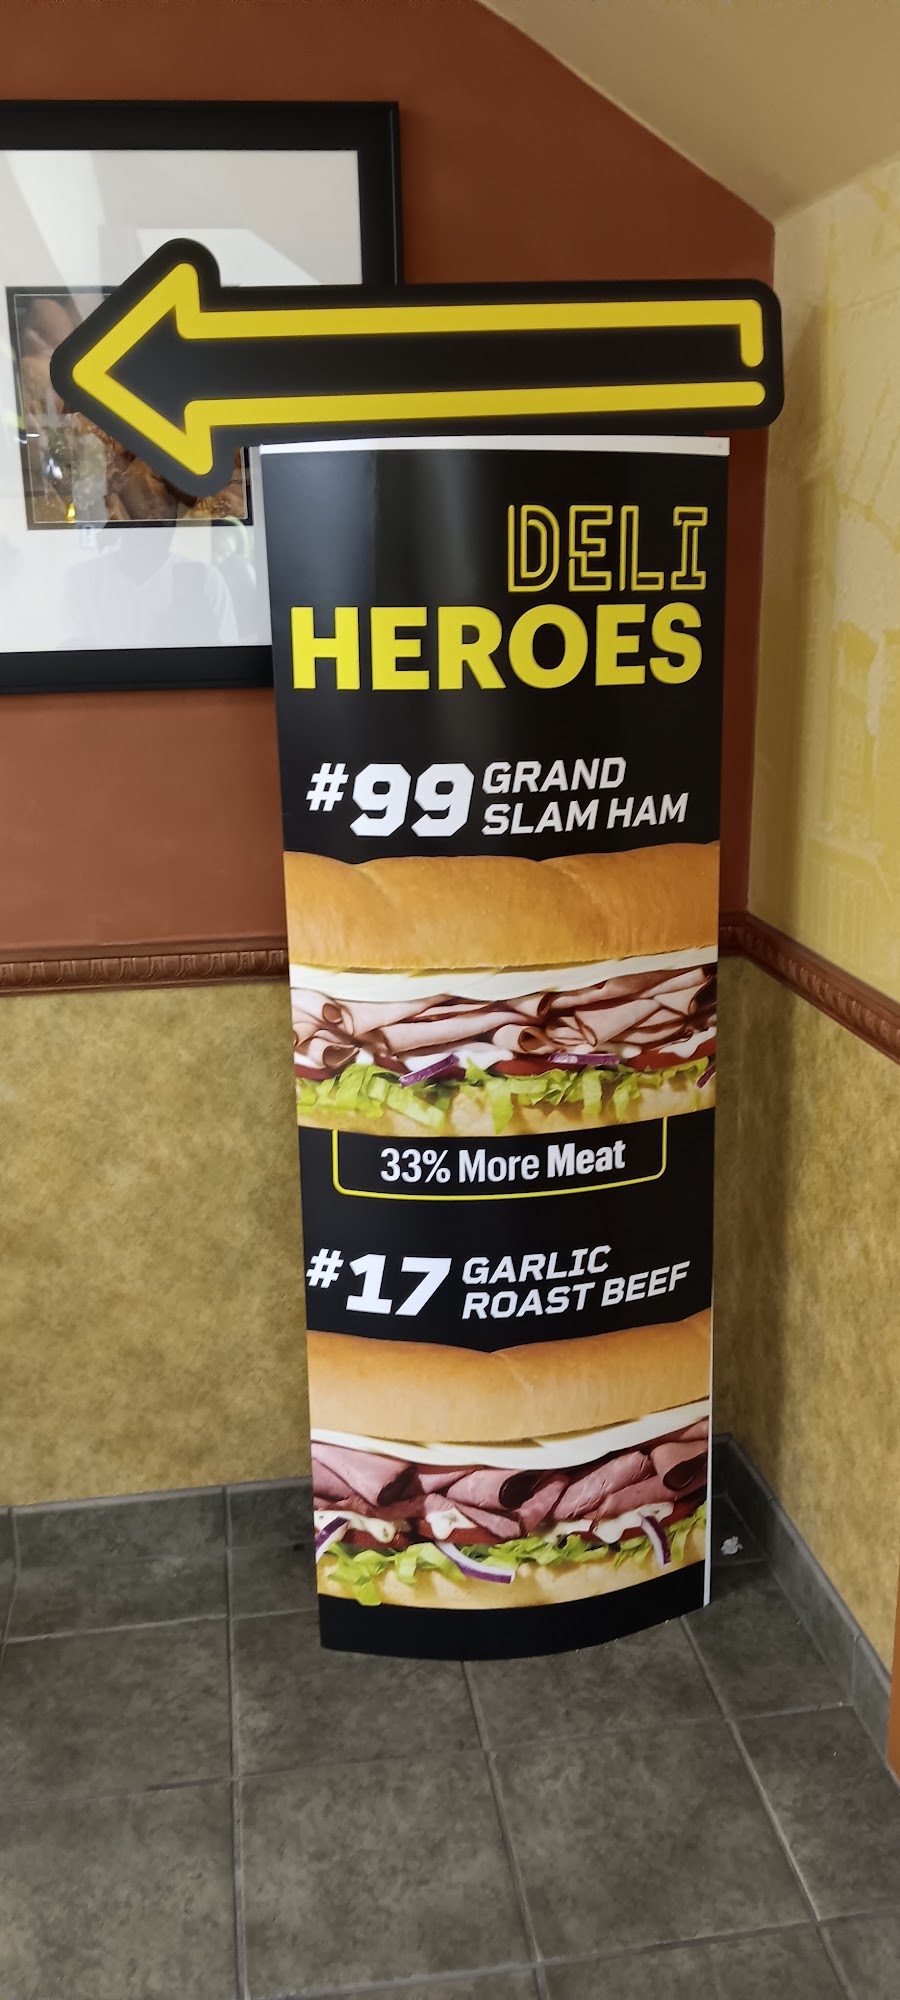 DELI
HEROES
#99 GRAND
SLAM HAM
33% More Meat
#17 GARLIC
ROAST BEEF